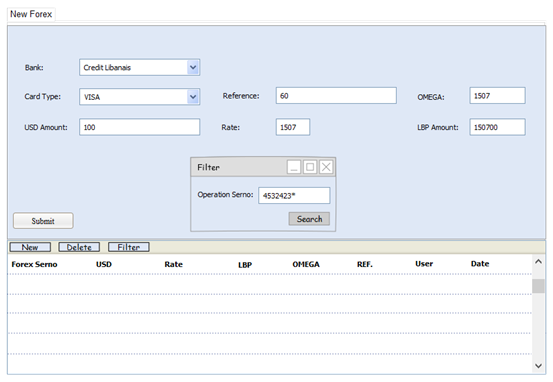 New Forex
Bank: Credit Libanais
Card Type: VISA Reference: 60 OMEGA: 1507
USD Amount: 100 Rate: 1507 LBP Amount: 150700
Filter
Operation Serno: 4532423*
Search
Submit
New Delete Filter
Forex Serno USD Rate LBP OMEGA REF. User Date